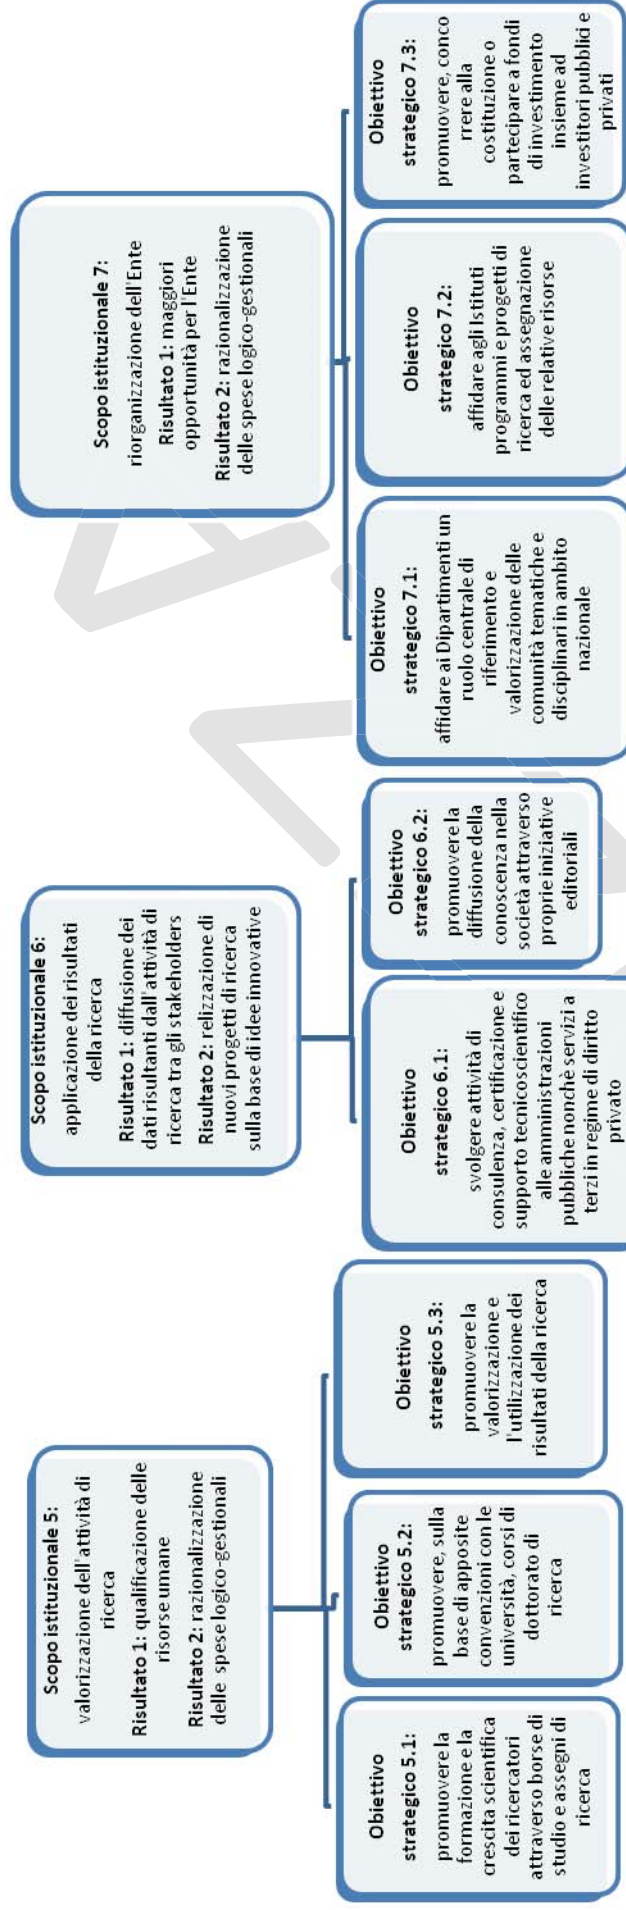 Scopo istituzionale 5:
valorizzazione dell'attività di
ricerca
Risultato 1: qualificazione delle
risorse umane
Risultato 2: razionalizzazione
delle spese logico-gestionali
Obiettivo
strategico 5.1:
promuovere la
formazione e la
crescita scientifica
dei ricercatori
attraverso borse di
studio e assegni di
ricerca
Obiettivo
strategico 5.2:
promuovere, sulla
base di apposite
convenzioni con le
università, corsi di
dottorato di
ricerca
Obiettivo
strategico 5.3:
promuovere la
valorizzazione e
l'utilizzazione dei
risultati della ricerca
Scopo istituzionale 6:
applicazione dei risultati
della ricerca
Risultato 1: diffusione dei
dati risultanti dall'attività di
ricerca tra gli stakeholders
Risultato 2: relizzazione di
nuovi progetti di ricerca
sulla base di idee innovative
Obiettivo
strategico 6.1:
svolgere attività di
consulenza, certificazione e
supporto tecnicoscientifico
alle amministrazioni
pubbliche nonchè servizi a
terzi in regime di diritto
privato
Obiettivo
strategico 6.2:
promuovere la
diffusione della
conoscenza nella
società attraverso
proprie iniziative
editoriali
Scopo istituzionale 7:
riorganizzazione dell'Ente
Risultato 1: maggiori
opportunità per l'Ente
Risultato 2: razionalizzazione
delle spese logico-gestionali
Obiettivo
strategico 7.1:
affidare ai Dipartimenti un
ruolo centrale di
riferimento e
valorizzazione delle
comunità tematiche e
disciplinari in ambito
nazionale
Obiettivo
strategico 7.2:
affidare agli Istituti
programmi e progetti di
ricerca ed assegnazione
delle relative risorse
Obiettivo
strategico 7.3:
promuovere, conco
rrere alla
costituzione o
partecipare a fondi
di investimento
insieme ad
investitori pubblici e
privati